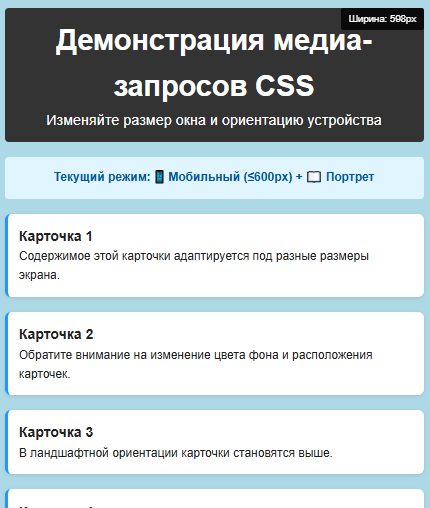 Ширина: 598px
Демонстрация медиа-
запросов CSS
Изменяйте размер окна и ориентацию устройства
Текущий режим: 📱 Мобильный (≤600px) + 📖 Портрет
Карточка 1
Содержимое этой карточки адаптируется под разные размеры
экрана.
Карточка 2
Обратите внимание на изменение цвета фона и расположения
карточек.
Карточка 3
В ландшафтной ориентации карточки становятся выше.